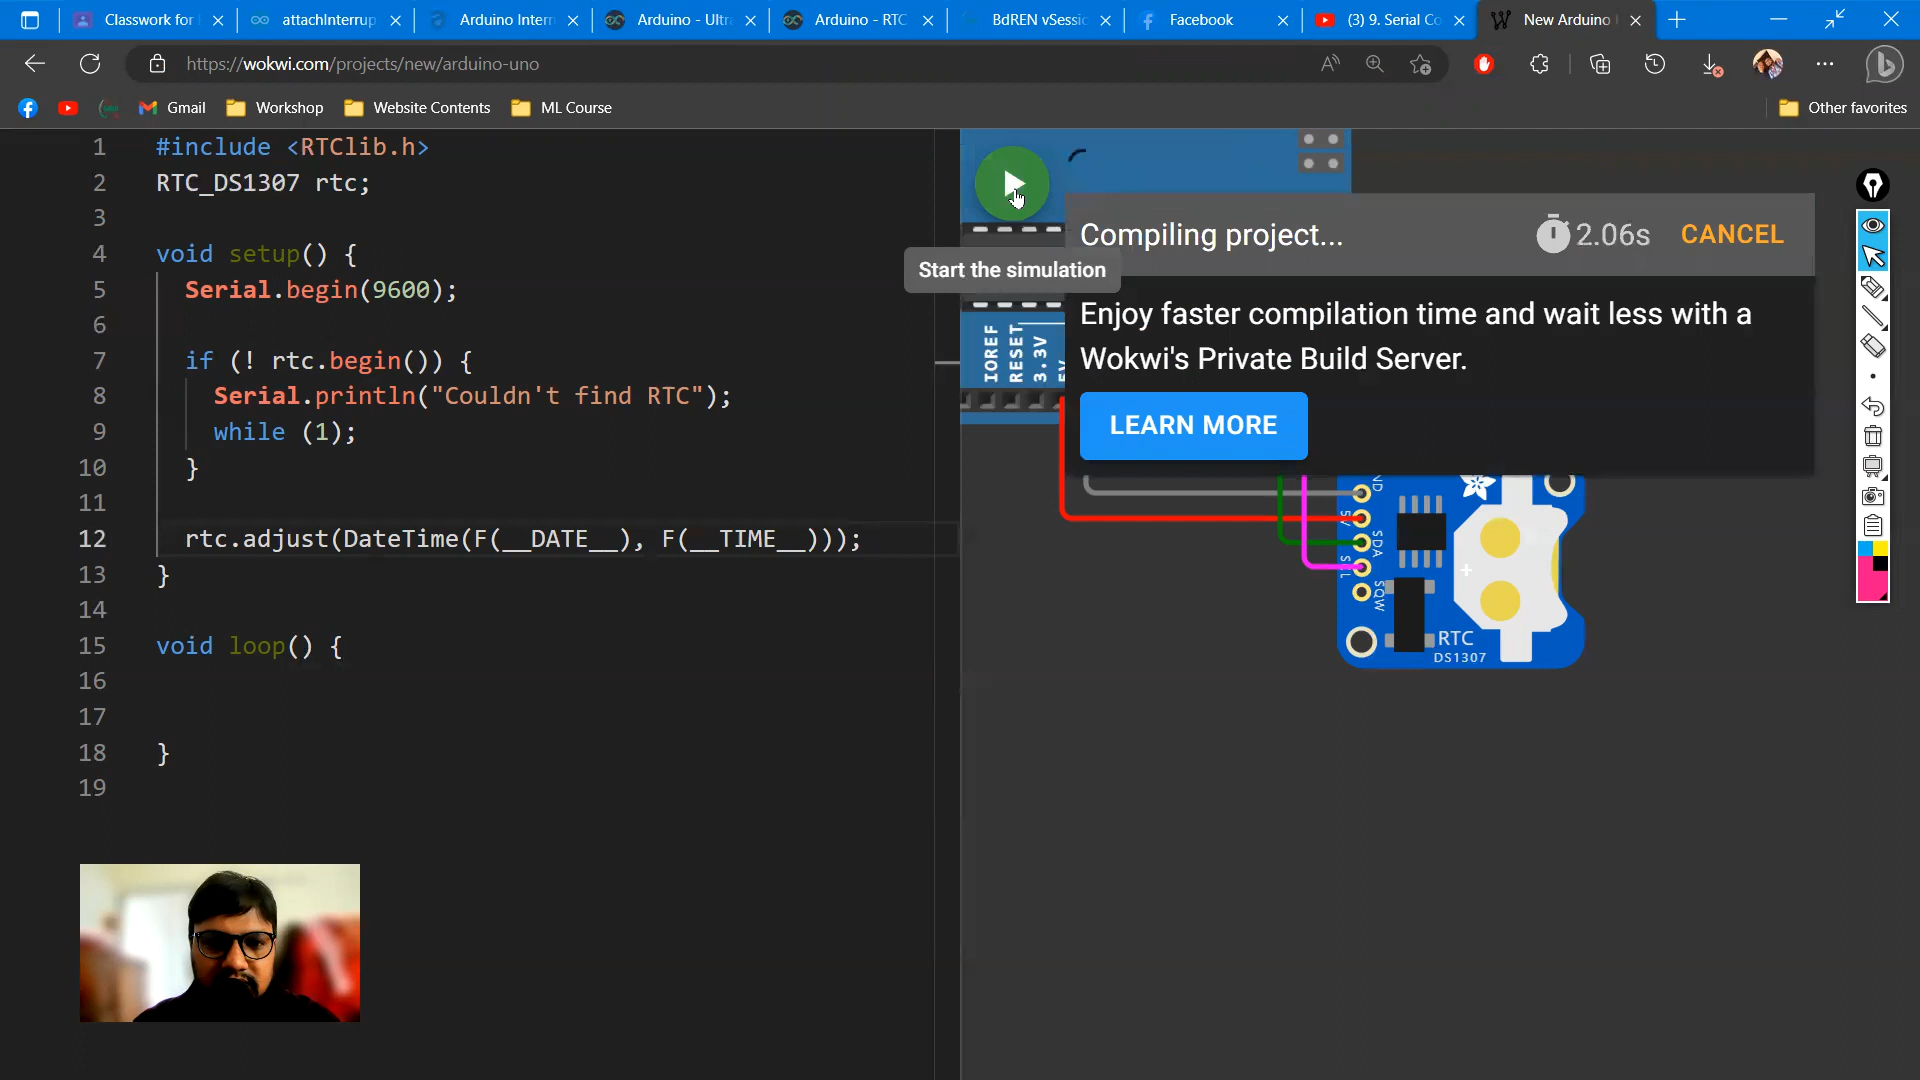 Classwork for
attachInterrup
Arduino Intern
Arduino - Ultr
Arduino - RTC
BdREN vSessi
Facebook
(3) 9. Serial Co
New Arduino
https://wokwi.com/projects/new/arduino-uno
Gmail
Workshop
Website Contents
ML Course
Other favorites
1 #include <RTClib.h>
2 RTC_DS1307 rtc;
3
4 void setup() {
5 Serial.begin(9600);
6
7 if (! rtc.begin()) {
8 Serial.println("Couldn't find RTC");
9 while (1);
10 }
11
12 rtc.adjust(DateTime(F(__DATE__), F(__TIME__)));
13 }
14
15 void loop() {
16
17
18 }
19
Compiling project...
2.06s
CANCEL
Start the simulation
Enjoy faster compilation time and wait less with a
Wokwi's Private Build Server.
LEARN MORE
IOREF
RESET
3.3V
5V
5V
SDA
SCL
SQW
RTC
DS1307